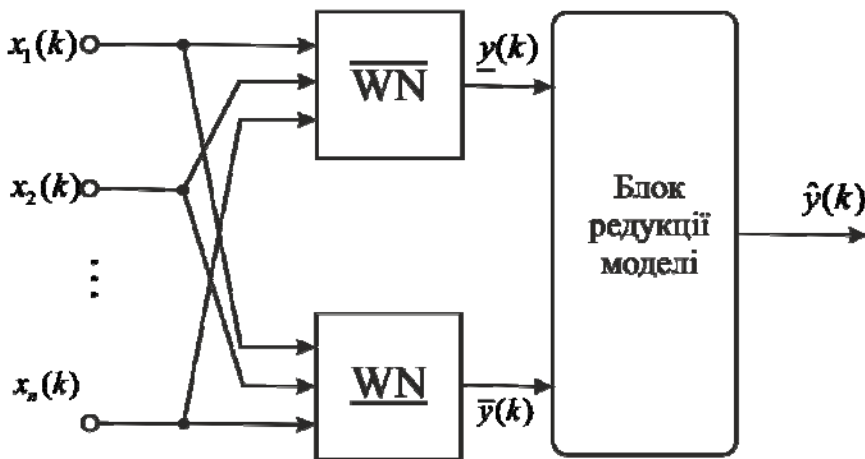 x₁(k)
W̅N̅
y̲(k)
x₂(k)
Блок
редукції
моделі
ŷ(k)
⋮
xₙ(k)
W̲N̲
ȳ(k)